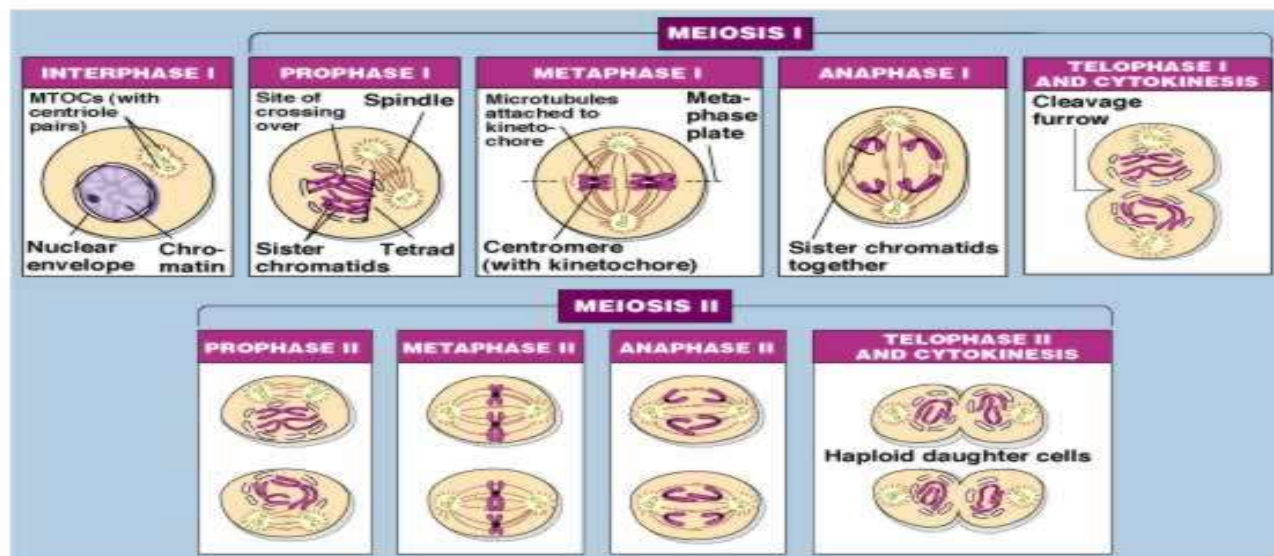 MEIOSIS I
INTERPHASE I
MTOCs (with
centriole
pairs)
Nuclear
envelope
Chro-
matin
PROPHASE I
Site of
crossing
over
Spindle
Sister
chromatids
Tetrad
METAPHASE I
Microtubules
attached to
kineto-
chore
Meta-
phase
plate
Centromere
(with kinetochore)
ANAPHASE I
Sister chromatids
together
TELOPHASE I
AND CYTOKINESIS
Cleavage
furrow
MEIOSIS II
PROPHASE II
METAPHASE II
ANAPHASE II
TELOPHASE II
AND CYTOKINESIS
Haploid daughter cells